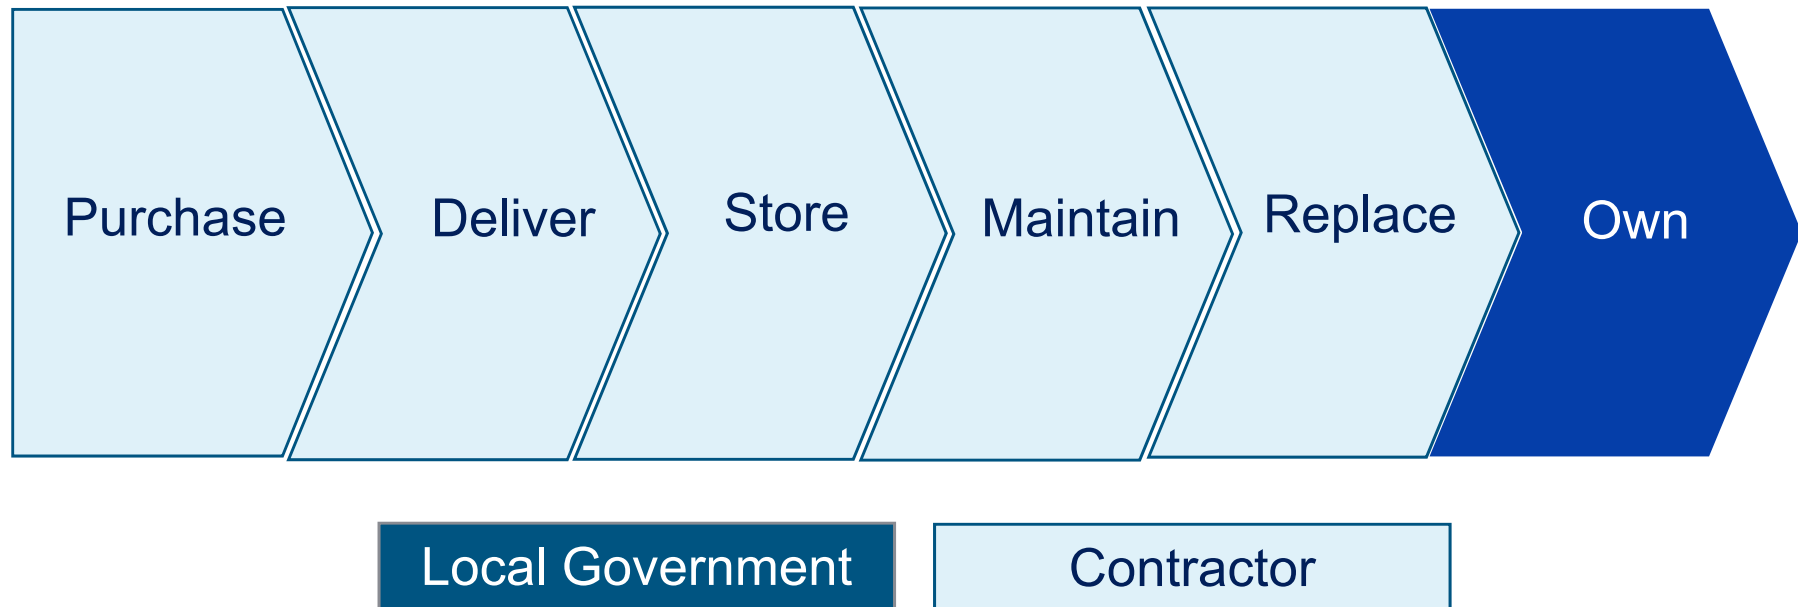 Purchase
Deliver
Store
Maintain
Replace
Own
Local Government
Contractor